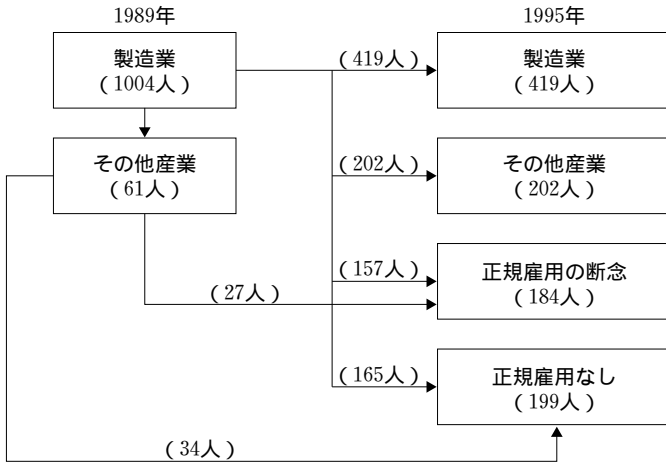 1989年
1995年
製造業
(1004人)
(419人)
製造業
(419人)
その他産業
(61人)
(202人)
その他産業
(202人)
(157人)
正規雇用の断念
(184人)
(27人)
(165人)
正規雇用なし
(199人)
(34人)